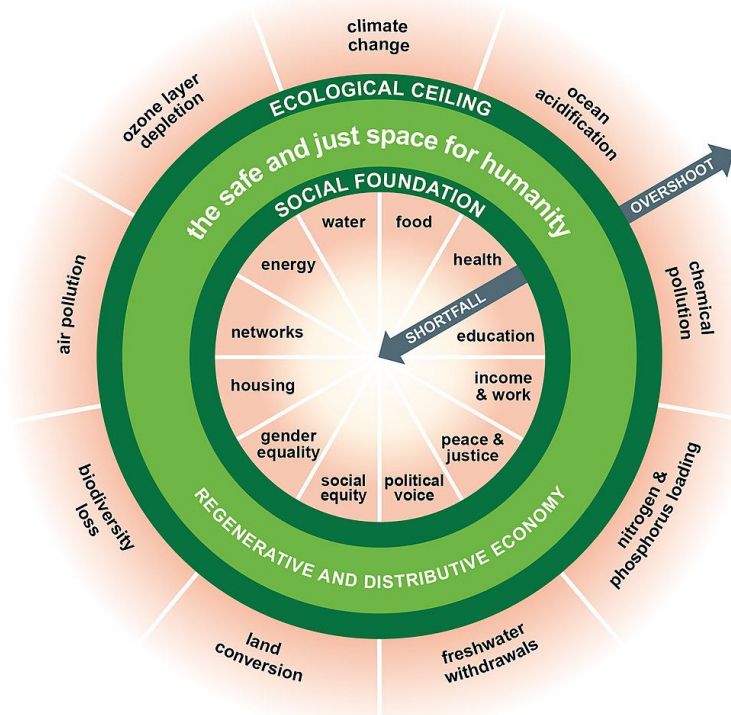 climate
change
ocean
acidification
chemical
pollution
nitrogen &
phosphorus loading
freshwater
withdrawals
land
conversion
biodiversity
loss
air pollution
ozone layer
depletion
ECOLOGICAL CEILING
OVERSHOOT
the safe and just space for humanity
SOCIAL FOUNDATION
water
food
health
SHORTFALL
education
income
& work
peace &
justice
political
voice
social
equity
gender
equality
housing
networks
energy
REGENERATIVE AND DISTRIBUTIVE ECONOMY